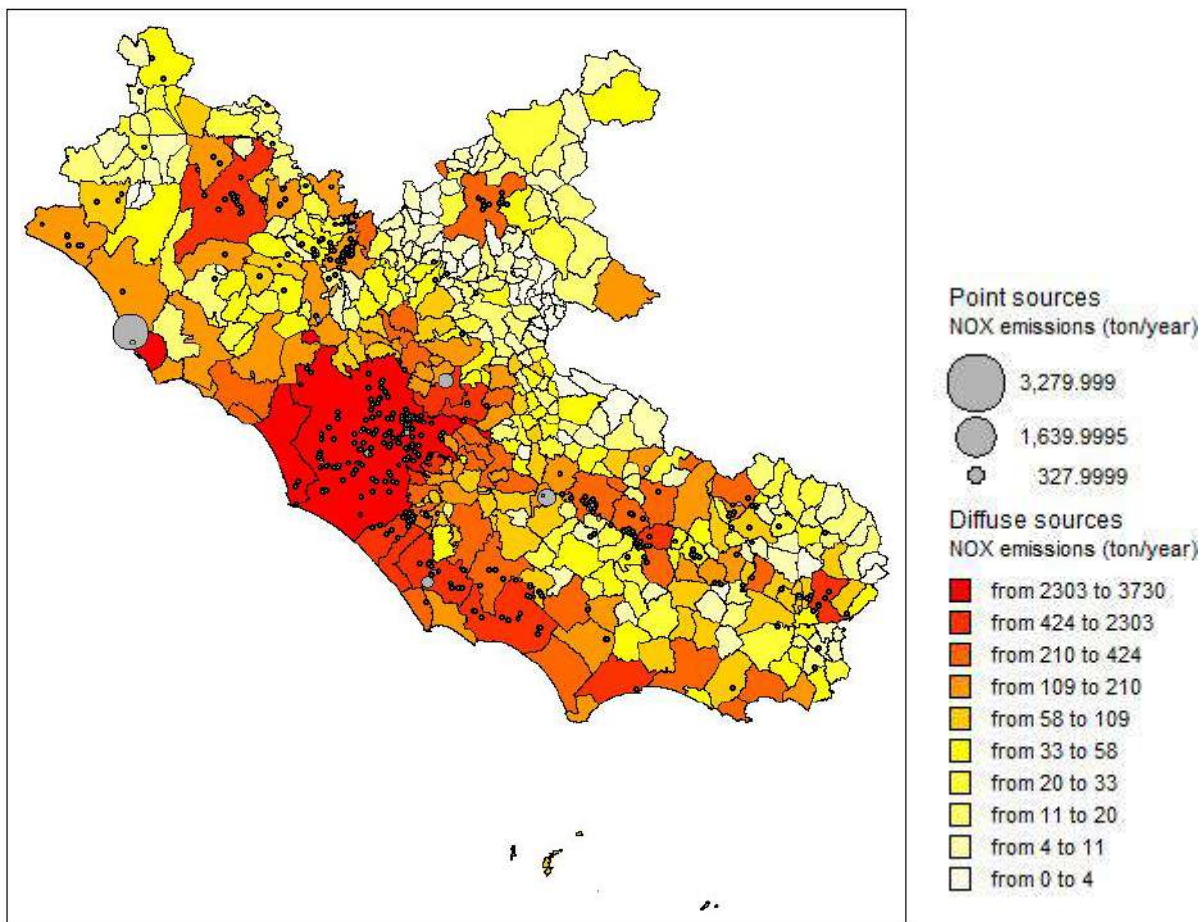 Point sources
NOX emissions (ton/year)
3,279.999
1,639.9995
327.9999
Diffuse sources
NOX emissions (ton/year)
from 2303 to 3730
from 424 to 2303
from 210 to 424
from 109 to 210
from 58 to 109
from 33 to 58
from 20 to 33
from 11 to 20
from 4 to 11
from 0 to 4